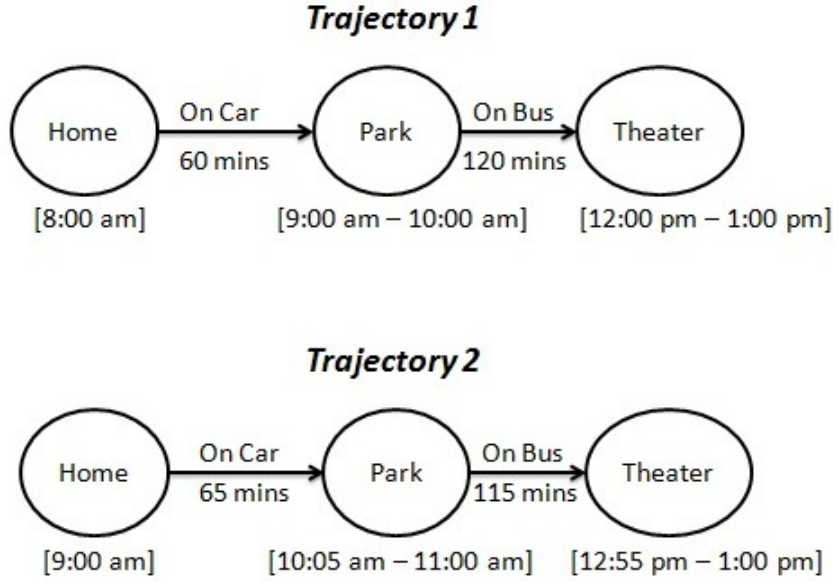 Trajectory 1
Home On Car 60 mins Park On Bus 120 mins Theater
[8:00 am] [9:00 am – 10:00 am] [12:00 pm – 1:00 pm]
Trajectory 2
Home On Car 65 mins Park On Bus 115 mins Theater
[9:00 am] [10:05 am – 11:00 am] [12:55 pm – 1:00 pm]